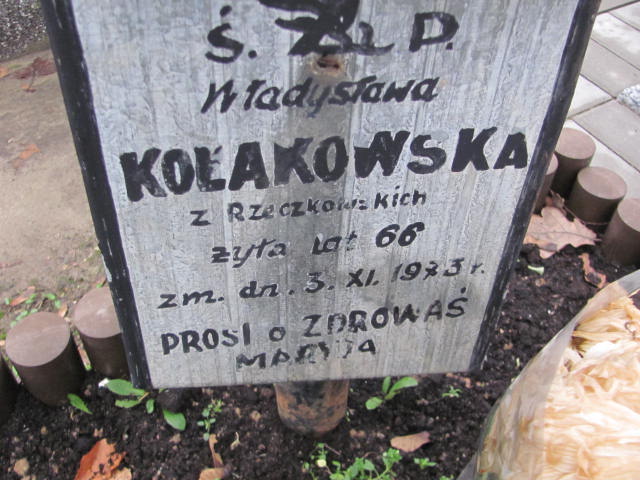 Ś. P.
Władysława
KOŁAKOWSKA
z Rzeczkowskich
żyła lat 66
zm. dn. 3. XI. 1973 r.
PROSI o ZDROWAŚ
MARYJA